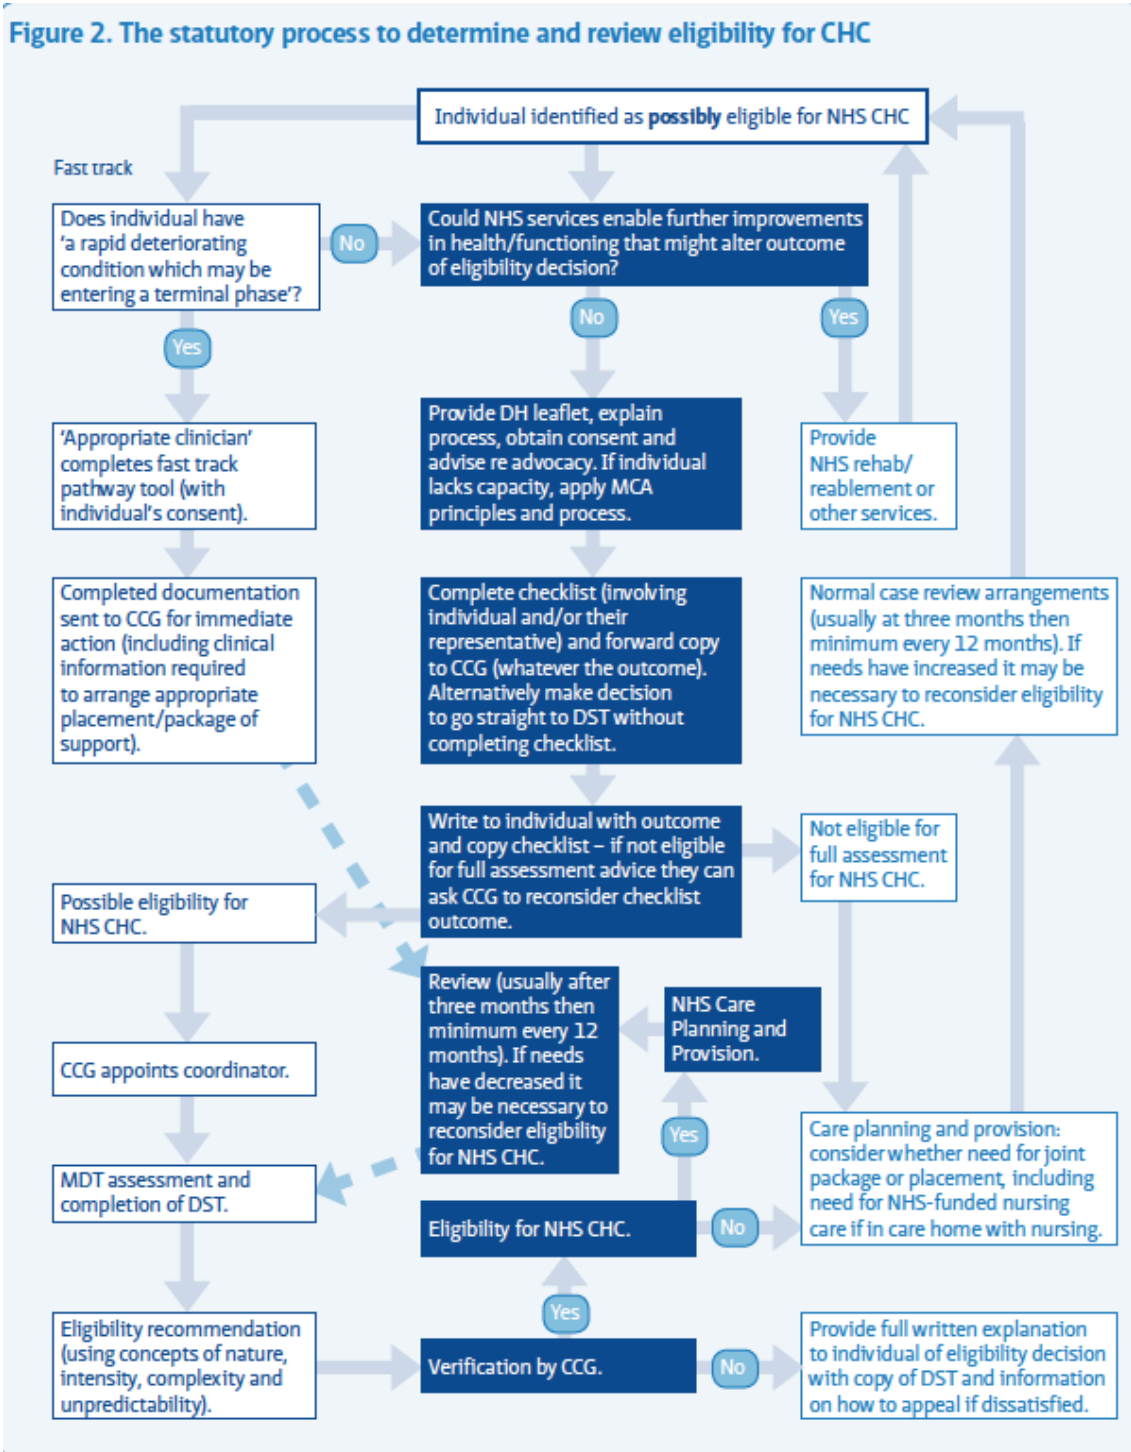 Figure 2. The statutory process to determine and review eligibility for CHC
Individual identified as possibly eligible for NHS CHC
Fast track
Does individual have
‘a rapid deteriorating
condition which may be
entering a terminal phase’?
No
Could NHS services enable further improvements
in health/functioning that might alter outcome
of eligibility decision?
Yes
No
Yes
‘Appropriate clinician’
completes fast track
pathway tool (with
individual’s consent).
Provide DH leaflet, explain
process, obtain consent and
advise re advocacy. If individual
lacks capacity, apply MCA
principles and process.
Provide
NHS rehab/
reablement or
other services.
Completed documentation
sent to CCG for immediate
action (including clinical
information required
to arrange appropriate
placement/package of
support).
Complete checklist (involving
individual and/or their
representative) and forward copy
to CCG (whatever the outcome).
Alternatively make decision
to go straight to DST without
completing checklist.
Normal case review arrangements
(usually at three months then
minimum every 12 months). If
needs have increased it may be
necessary to reconsider eligibility
for NHS CHC.
Write to individual with outcome
and copy checklist – if not eligible
for full assessment advice they can
ask CCG to reconsider checklist
outcome.
Not eligible for
full assessment
for NHS CHC.
Possible eligibility for
NHS CHC.
Review (usually after
three months then
minimum every 12
months). If needs
have decreased it
may be necessary to
reconsider eligibility
for NHS CHC.
NHS Care
Planning and
Provision.
CCG appoints coordinator.
Yes
Care planning and provision:
consider whether need for joint
package or placement, including
need for NHS-funded nursing
care if in care home with nursing.
MDT assessment and
completion of DST.
Eligibility for NHS CHC.
No
Yes
Eligibility recommendation
(using concepts of nature,
intensity, complexity and
unpredictability).
Verification by CCG.
No
Provide full written explanation
to individual of eligibility decision
with copy of DST and information
on how to appeal if dissatisfied.